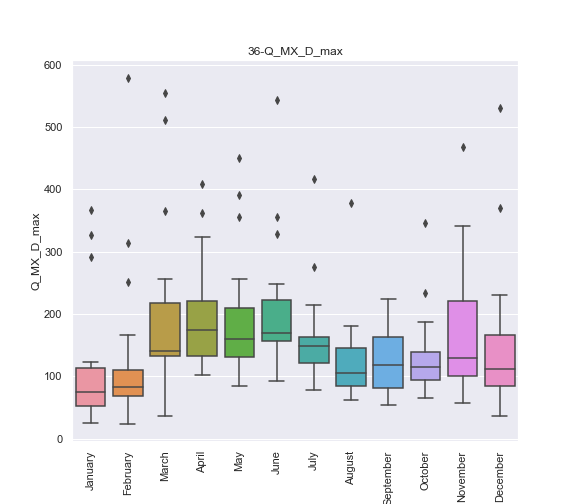 36-Q_MX_D_max
600
500
400
300
200
100
0
Q_MX_D_max
January
February
March
April
May
June
July
August
September
October
November
December